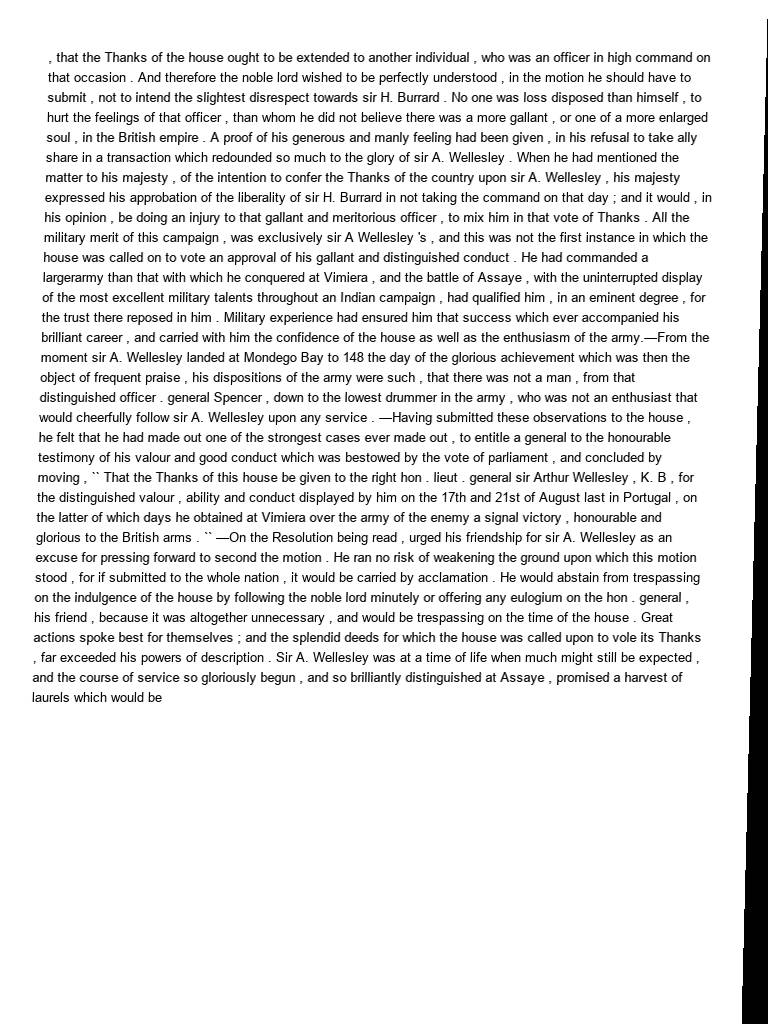 , that the Thanks of the house ought to be extended to another individual , who was an officer in high command on
that occasion . And therefore the noble lord wished to be perfectly understood , in the motion he should have to
submit , not to intend the slightest disrespect towards sir H. Burrard . No one was loss disposed than himself , to
hurt the feelings of that officer , than whom he did not believe there was a more gallant , or one of a more enlarged
soul , in the British empire . A proof of his generous and manly feeling had been given , in his refusal to take ally
share in a transaction which redounded so much to the glory of sir A. Wellesley . When he had mentioned the
matter to his majesty , of the intention to confer the Thanks of the country upon sir A. Wellesley , his majesty
expressed his approbation of the liberality of sir H. Burrard in not taking the command on that day ; and it would , in
his opinion , be doing an injury to that gallant and meritorious officer , to mix him in that vote of Thanks . All the
military merit of this campaign , was exclusively sir A Wellesley 's , and this was not the first instance in which the
house was called on to vote an approval of his gallant and distinguished conduct . He had commanded a
largerarmy than that with which he conquered at Vimiera , and the battle of Assaye , with the uninterrupted display
of the most excellent military talents throughout an Indian campaign , had qualified him , in an eminent degree , for
the trust there reposed in him . Military experience had ensured him that success which ever accompanied his
brilliant career , and carried with him the confidence of the house as well as the enthusiasm of the army.—From the
moment sir A. Wellesley landed at Mondego Bay to 148 the day of the glorious achievement which was then the
object of frequent praise , his dispositions of the army were such , that there was not a man , from that
distinguished officer . general Spencer , down to the lowest drummer in the army , who was not an enthusiast that
would cheerfully follow sir A. Wellesley upon any service . —Having submitted these observations to the house ,
he felt that he had made out one of the strongest cases ever made out , to entitle a general to the honourable
testimony of his valour and good conduct which was bestowed by the vote of parliament , and concluded by
moving , `` That the Thanks of this house be given to the right hon . lieut . general sir Arthur Wellesley , K. B , for
the distinguished valour , ability and conduct displayed by him on the 17th and 21st of August last in Portugal , on
the latter of which days he obtained at Vimiera over the army of the enemy a signal victory , honourable and
glorious to the British arms . `` —On the Resolution being read , urged his friendship for sir A. Wellesley as an
excuse for pressing forward to second the motion . He ran no risk of weakening the ground upon which this motion
stood , for if submitted to the whole nation , it would be carried by acclamation . He would abstain from trespassing
on the indulgence of the house by following the noble lord minutely or offering any eulogium on the hon . general ,
his friend , because it was altogether unnecessary , and would be trespassing on the time of the house . Great
actions spoke best for themselves ; and the splendid deeds for which the house was called upon to vole its Thanks
, far exceeded his powers of description . Sir A. Wellesley was at a time of life when much might still be expected ,
and the course of service so gloriously begun , and so brilliantly distinguished at Assaye , promised a harvest of
laurels which would be